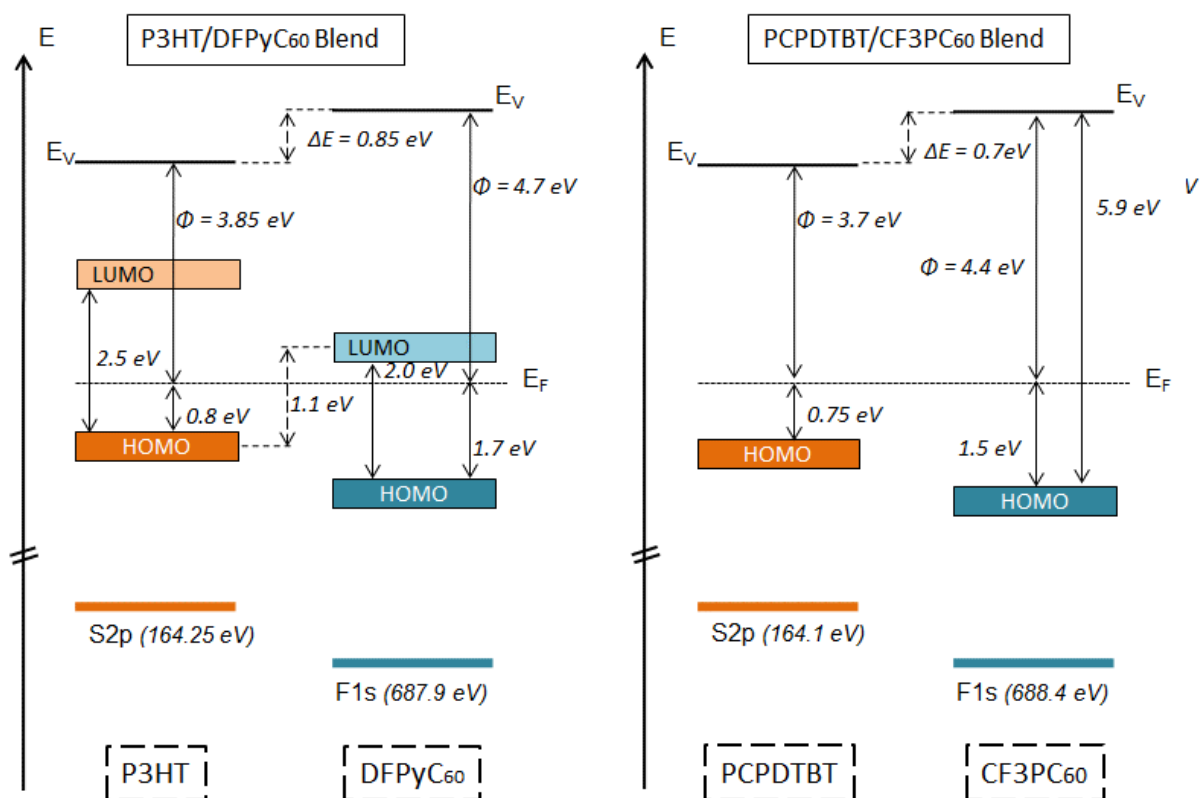 E
P3HT/DFPyC60 Blend
EV
EV
ΔE = 0.85 eV
Φ = 4.7 eV
Φ = 3.85 eV
LUMO
LUMO
2.5 eV
2.0 eV
EF
1.1 eV
0.8 eV
HOMO
1.7 eV
HOMO
S2p (164.25 eV)
F1s (687.9 eV)
P3HT
DFPyC60
E
PCPDTBT/CF3PC60 Blend
EV
EV
ΔE = 0.7eV
V
5.9 eV
Φ = 3.7 eV
Φ = 4.4 eV
EF
0.75 eV
HOMO
1.5 eV
HOMO
S2p (164.1 eV)
F1s (688.4 eV)
PCPDTBT
CF3PC60